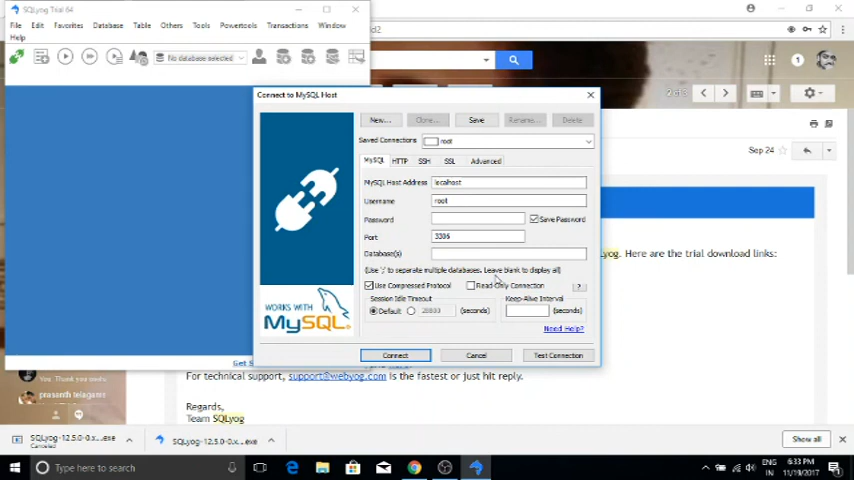 SQLyog Trial 64
File Edit Favorites Database Table Others Tools Powertools Transactions Window
Help
No database selected
Connect to MySQL Host
New... Clone... Save Rename... Delete
Saved Connections root
MySQL HTTP SSH SSL Advanced
MySQL Host Address localhost
Username root
Password Save Password
Port 3306
Database(s)
(Use ';' to separate multiple databases. Leave blank to display all)
Use Compressed Protocol Read-Only Connection ?
Session Idle Timeout Keep-Alive Interval
Default 28800 (seconds) (seconds)
Need Help?
WORKS WITH
MySQL
Connect Cancel Test Connection
1
Sep 24
yog. Here are the trial download links:
Get S
You, Thank you
prasanth telagams
For technical support, support@webyog.com is the fastest or just hit reply.
Regards,
Team SQLyog
SQLyog-12.5.0-0.x....exe
Canceled
SQLyog-12.5.0-0.x....exe
Show all
Type here to search
ENG
IN
6:33 PM
11/19/2017